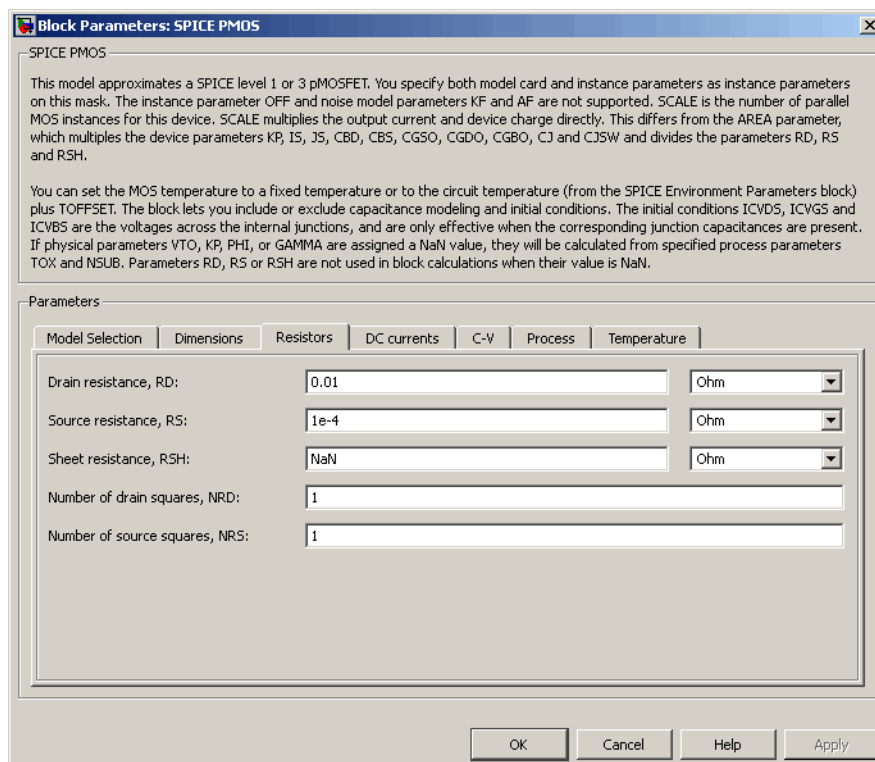 Block Parameters: SPICE PMOS
SPICE PMOS
This model approximates a SPICE level 1 or 3 pMOSFET. You specify both model card and instance parameters as instance parameters
on this mask. The instance parameter OFF and noise model parameters KF and AF are not supported. SCALE is the number of parallel
MOS instances for this device. SCALE multiplies the output current and device charge directly. This differs from the AREA parameter,
which multiples the device parameters KP, IS, JS, CBD, CBS, CGSO, CGDO, CGBO, CJ and CJSW and divides the parameters RD, RS
and RSH.
You can set the MOS temperature to a fixed temperature or to the circuit temperature (from the SPICE Environment Parameters block)
plus TOFFSET. The block lets you include or exclude capacitance modeling and initial conditions. The initial conditions ICVDS, ICVGS and
ICVBS are the voltages across the internal junctions, and are only effective when the corresponding junction capacitances are present.
If physical parameters VTO, KP, PHI, or GAMMA are assigned a NaN value, they will be calculated from specified process parameters
TOX and NSUB. Parameters RD, RS or RSH are not used in block calculations when their value is NaN.
Parameters
Model Selection Dimensions Resistors DC currents C-V Process Temperature
Drain resistance, RD: 0.01 Ohm
Source resistance, RS: 1e-4 Ohm
Sheet resistance, RSH: NaN Ohm
Number of drain squares, NRD: 1
Number of source squares, NRS: 1
OK Cancel Help Apply